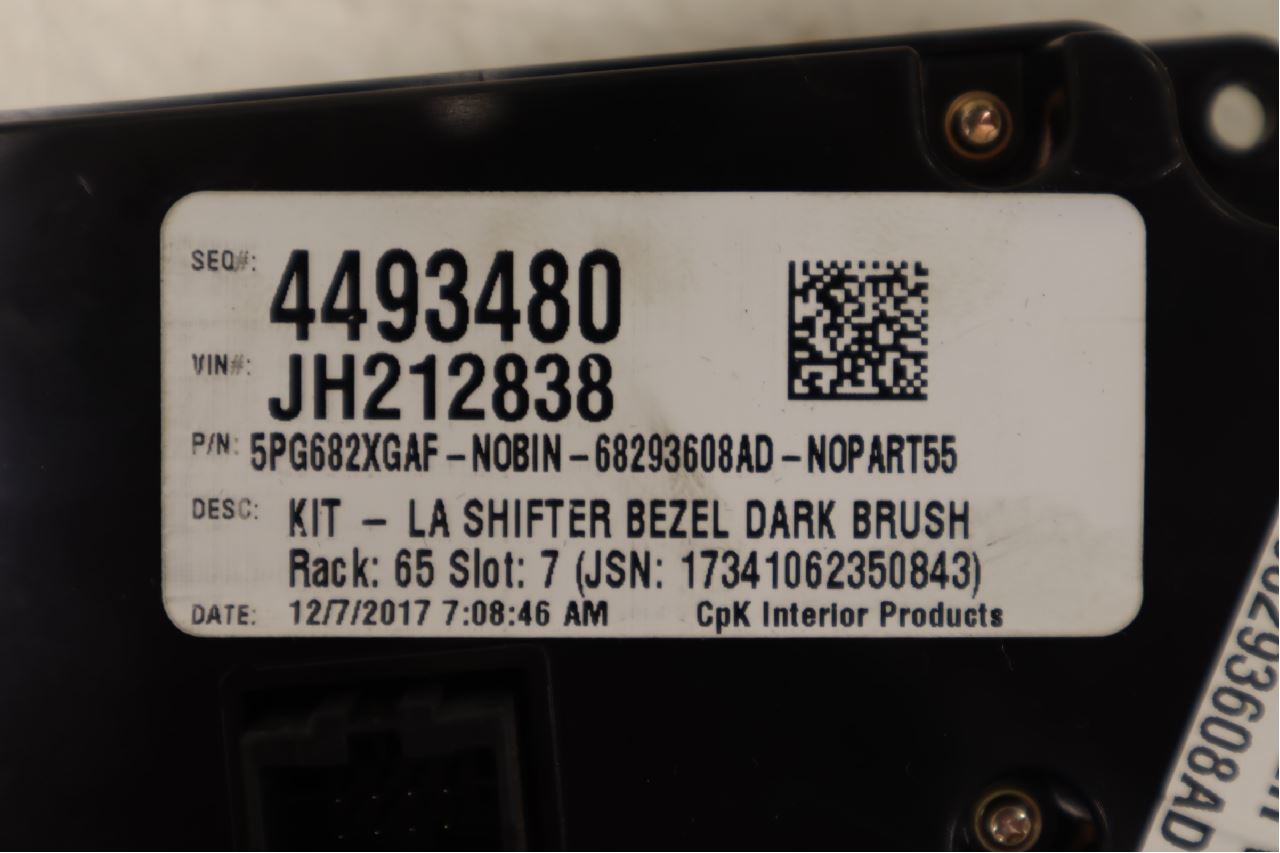 SEQ#: 4493480
VIN#: JH212838
P/N: 5PG682XGAF-NOBIN-68293608AD-NOPART55
DESC: KIT - LA SHIFTER BEZEL DARK BRUSH
Rack: 65 Slot: 7 (JSN: 17341062350843)
DATE: 12/7/2017 7:08:46 AM CpK Interior Products
68293608AD